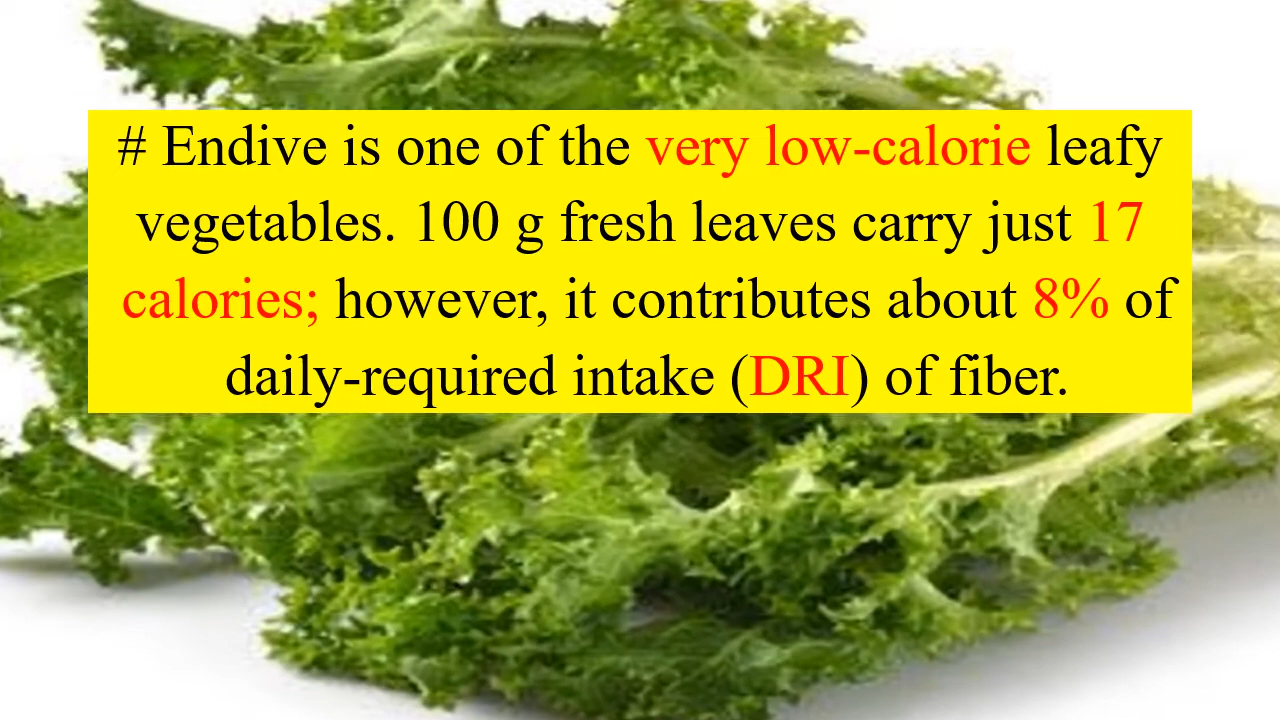 # Endive is one of the very low-calorie leafy
vegetables. 100 g fresh leaves carry just 17
calories; however, it contributes about 8% of
daily-required intake (DRI) of fiber.